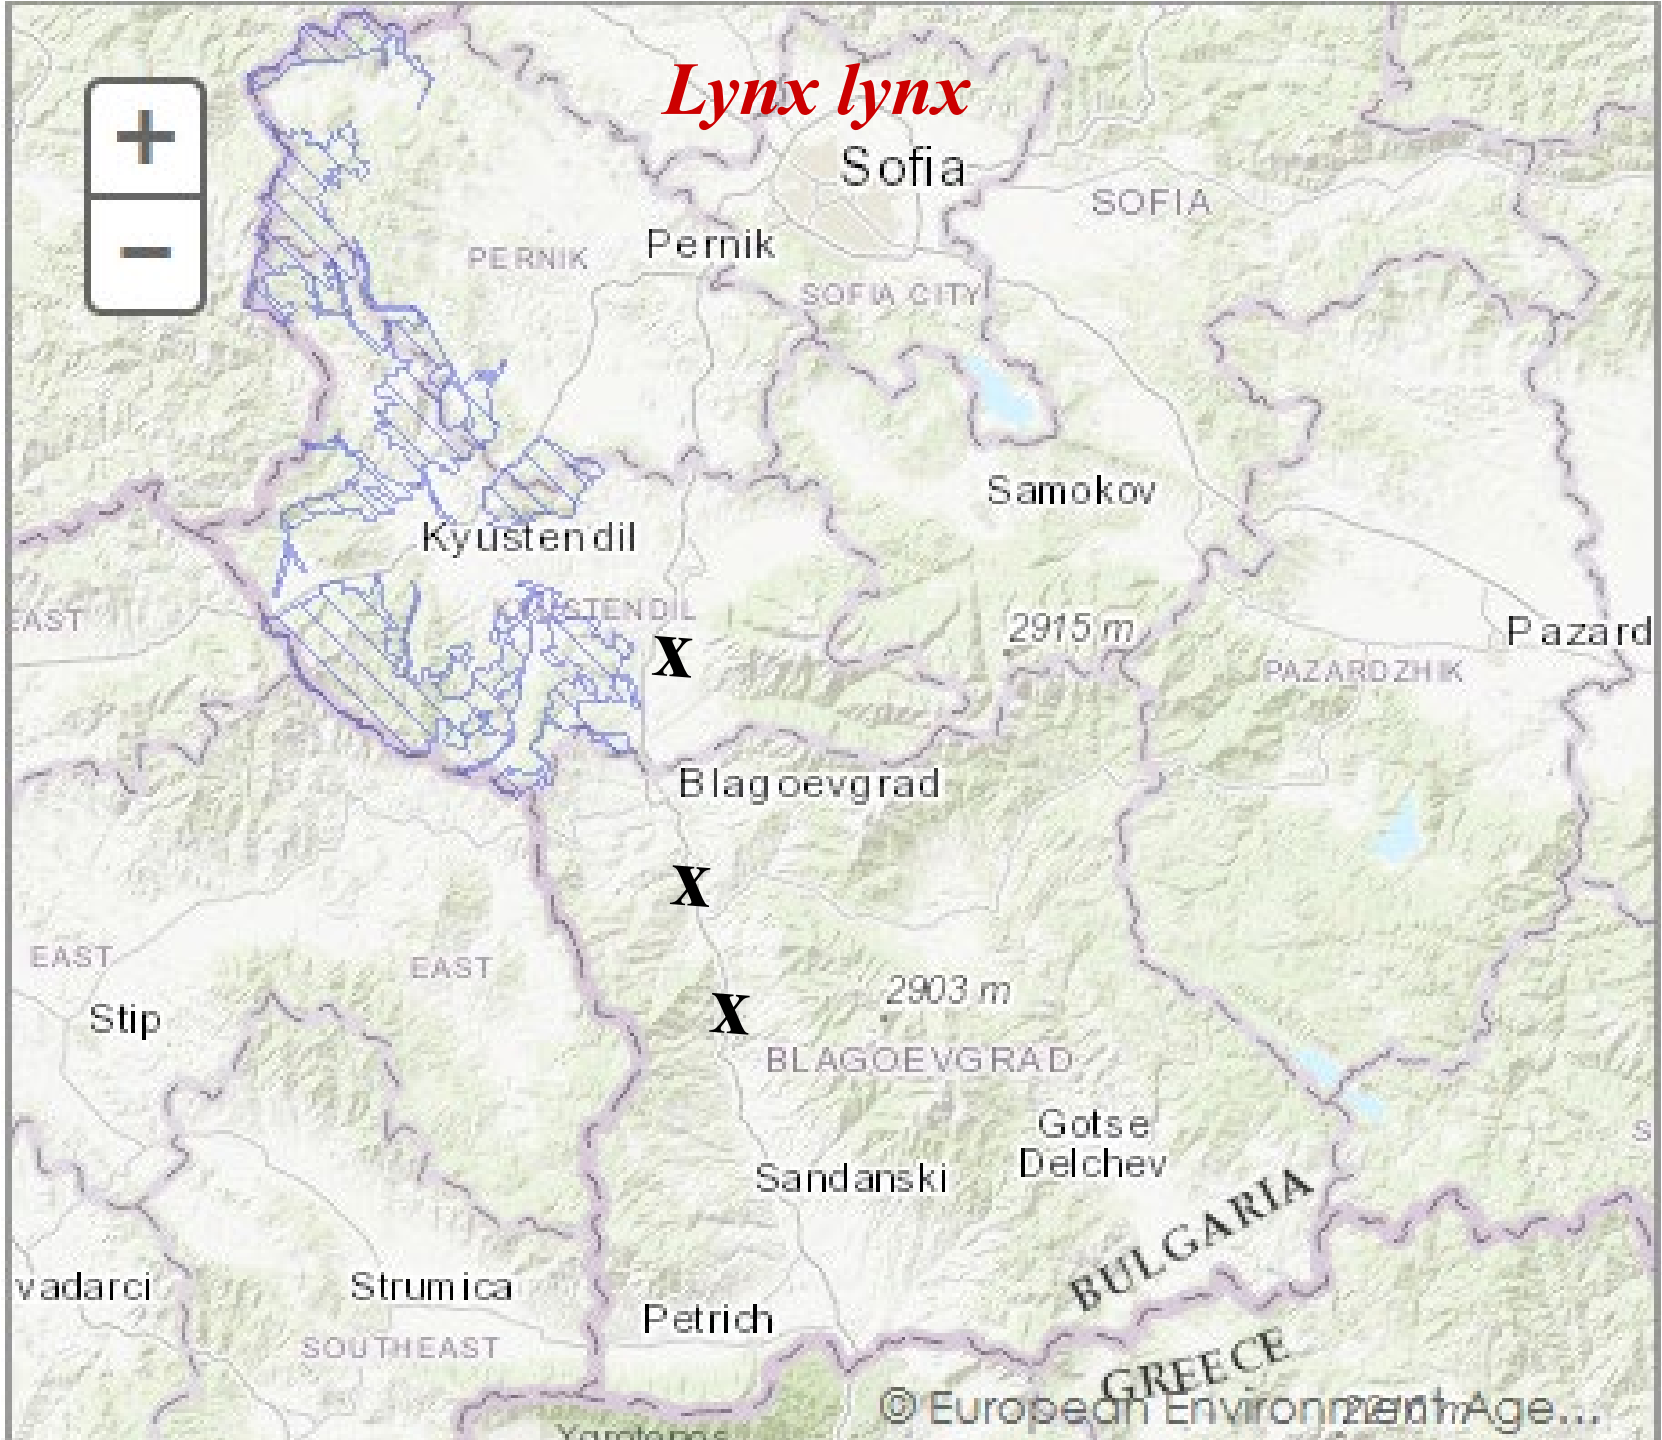 +
Lynx lynx
Sofia
SOFIA
Pernik
PERNIK
SOFIA CITY
−
Samokov
Kyustendil
KYUSTENDIL
EAST
2915 m
Pazard
PAZARDZHIK
x
Blagoevgrad
x
EAST
EAST
2903 m
Stip
x
BLAGOEVGRAD
Gotse
Delchev
S
Sandanski
BULGARIA
vadarci
Strumica
Petrich
SOUTHEAST
GREECE
© European Environment Age...